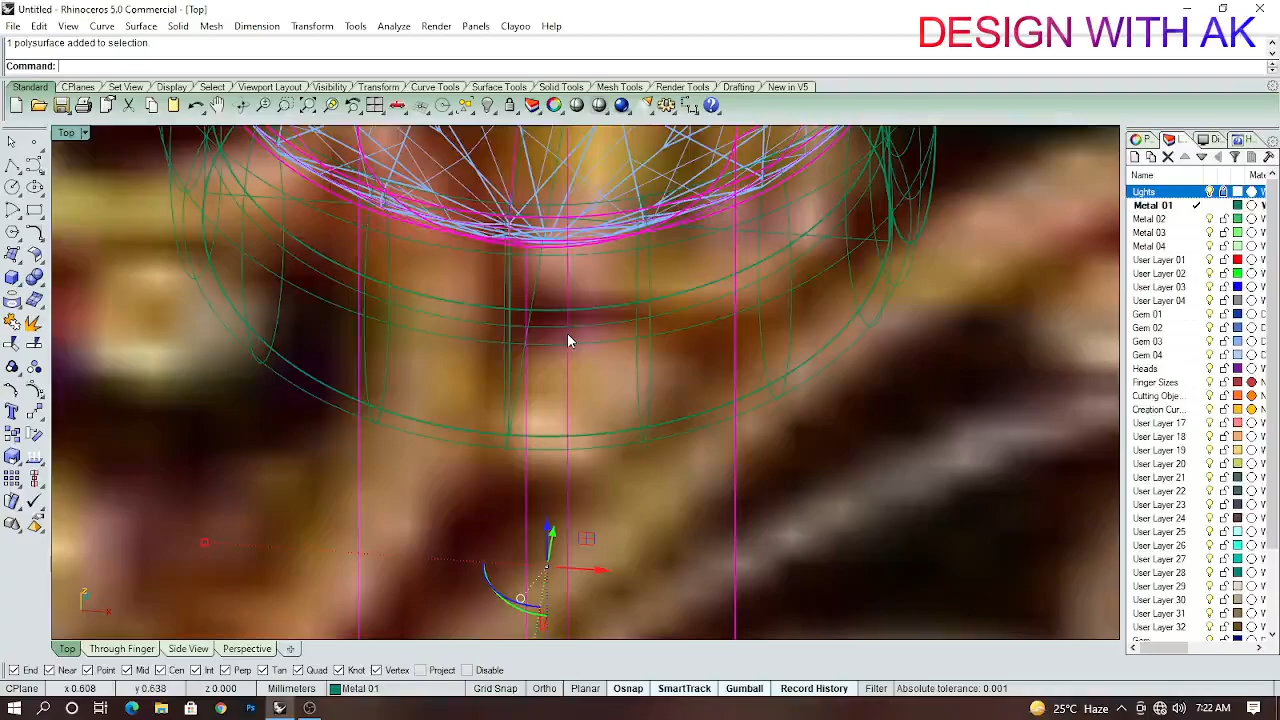 Untitled - Rhinoceros 5.0 Commercial - [Top]
File Edit View Curve Surface Solid Mesh Dimension Transform Tools Analyze Render Panels Clayoo Help
DESIGN WITH AK
1 polysurface added to selection.
Command:
Standard CPlanes Set View Display Select Viewport Layout Visibility Transform Curve Tools Surface Tools Solid Tools Mesh Tools Render Tools Drafting New in V5
Top
P... L... Di... H...
Name Mat
Lights
Metal 01
Metal 02
Metal 03
Metal 04
User Layer 01
User Layer 02
User Layer 03
User Layer 04
Gem 01
Gem 02
Gem 03
Gem 04
Heads
Finger Sizes
Cutting Obje...
Creation Cur...
User Layer 17
User Layer 18
User Layer 19
User Layer 20
User Layer 21
User Layer 22
User Layer 23
User Layer 24
User Layer 25
User Layer 26
User Layer 27
User Layer 28
User Layer 29
User Layer 30
User Layer 31
User Layer 32
Gem
z x
Top Through Finger Side View Perspective
End Near Point Mid Cen Int Perp Tan Quad Knot Vertex Project Disable
CPlane x 0.608 y 0.638 z 0.000 Millimeters Metal 01 Grid Snap Ortho Planar Osnap SmartTrack Gumball Record History Filter Absolute tolerance: 0.001
25°C Haze 7:22 AM